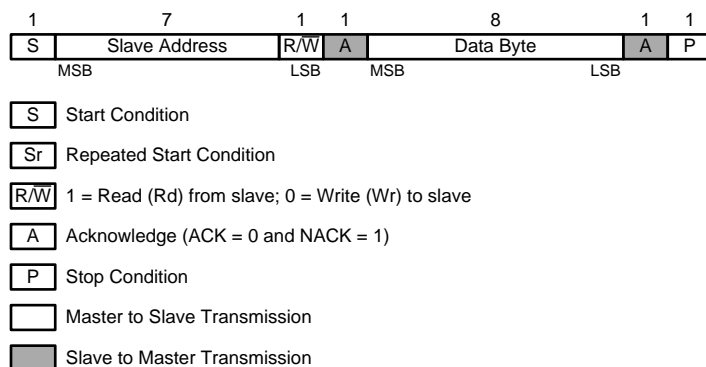 1 7 1 1 8 1 1
S Slave Address R/W̅ A Data Byte A P
MSB LSB MSB LSB
S Start Condition
Sr Repeated Start Condition
R/W̅ 1 = Read (Rd) from slave; 0 = Write (Wr) to slave
A Acknowledge (ACK = 0 and NACK = 1)
P Stop Condition
Master to Slave Transmission
Slave to Master Transmission